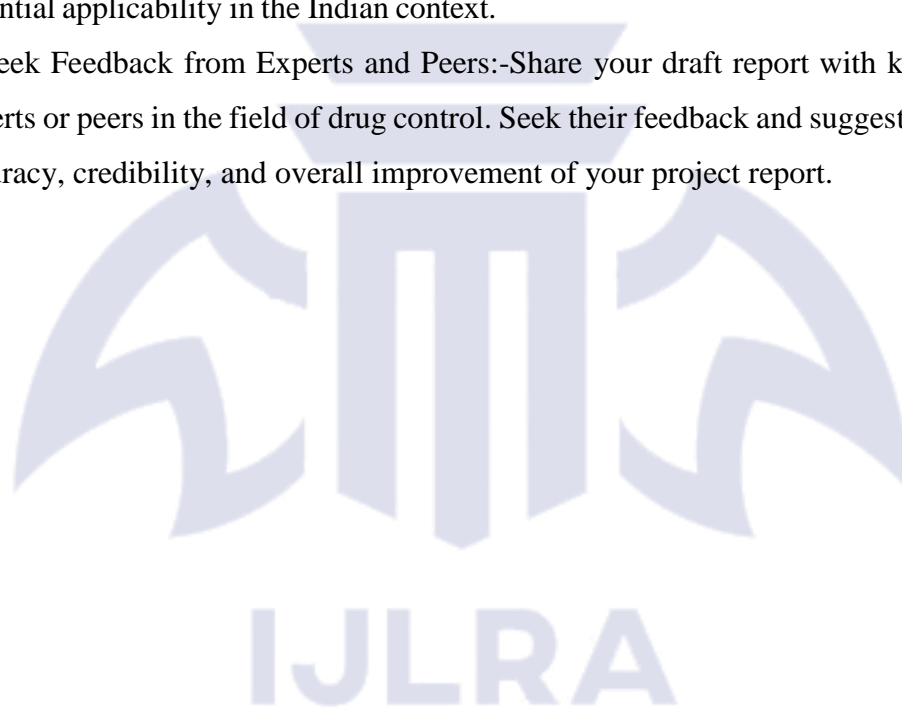 ntial applicability in the Indian context.
eek Feedback from Experts and Peers:-Share your draft report with k
erts or peers in the field of drug control. Seek their feedback and suggest
uracy, credibility, and overall improvement of your project report.
IJLRA